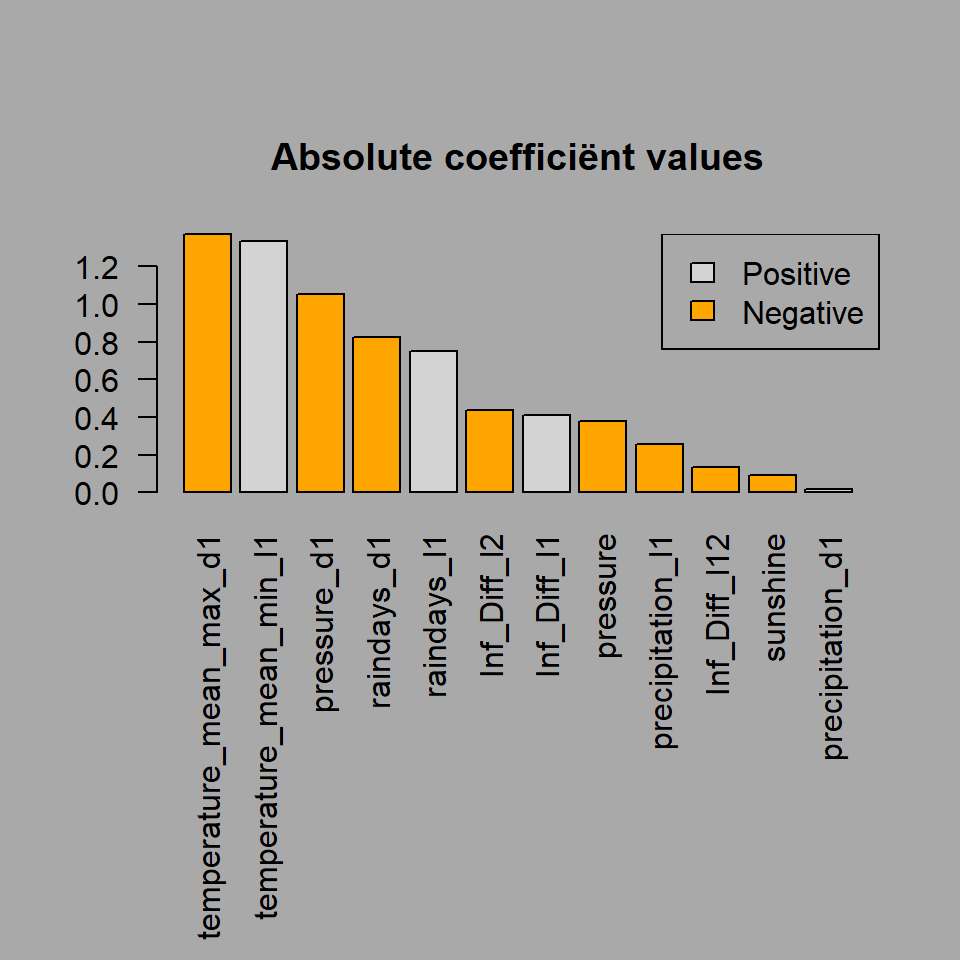 Absolute coefficiënt values
Positive
Negative
1.2
1.0
0.8
0.6
0.4
0.2
0.0
temperature_mean_max_d1
temperature_mean_min_l1
pressure_d1
raindays_d1
raindays_l1
Inf_Diff_l2
Inf_Diff_l1
pressure
precipitation_l1
Inf_Diff_l12
sunshine
precipitation_d1